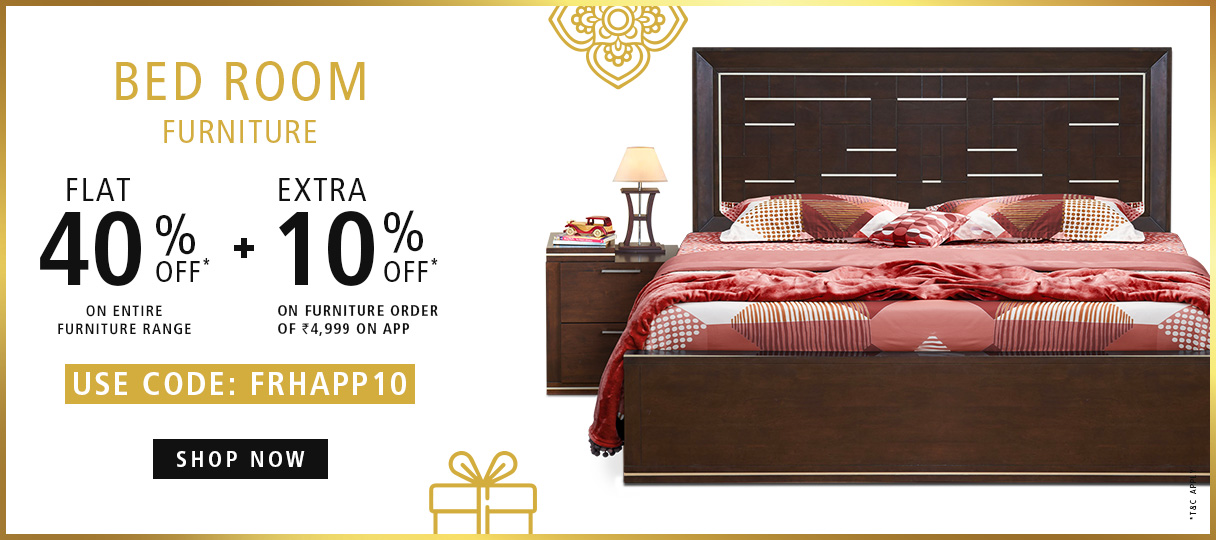 BED ROOM
FURNITURE
FLAT
40% OFF*
ON ENTIRE
FURNITURE RANGE
+
EXTRA
10% OFF*
ON FURNITURE ORDER
OF ₹4,999 ON APP
USE CODE: FRHAPP10
SHOP NOW
*T&C APPLY